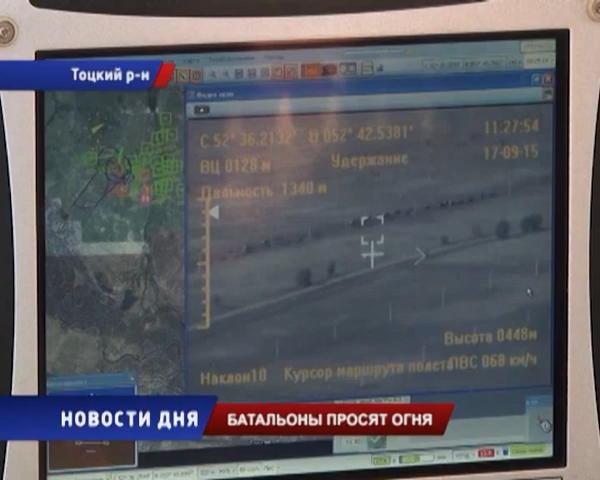 Тоцкий р-н
С 52° 36.2132' В 052° 42.5381' 11:27:54
ВЦ 0128 м Удержание 17-09-15
Дальность 1340 м
Высота 0448м
Наклон10 Курсор маршрута полета ПВС 068 км/ч
НОВОСТИ ДНЯ БАТАЛЬОНЫ ПРОСЯТ ОГНЯ